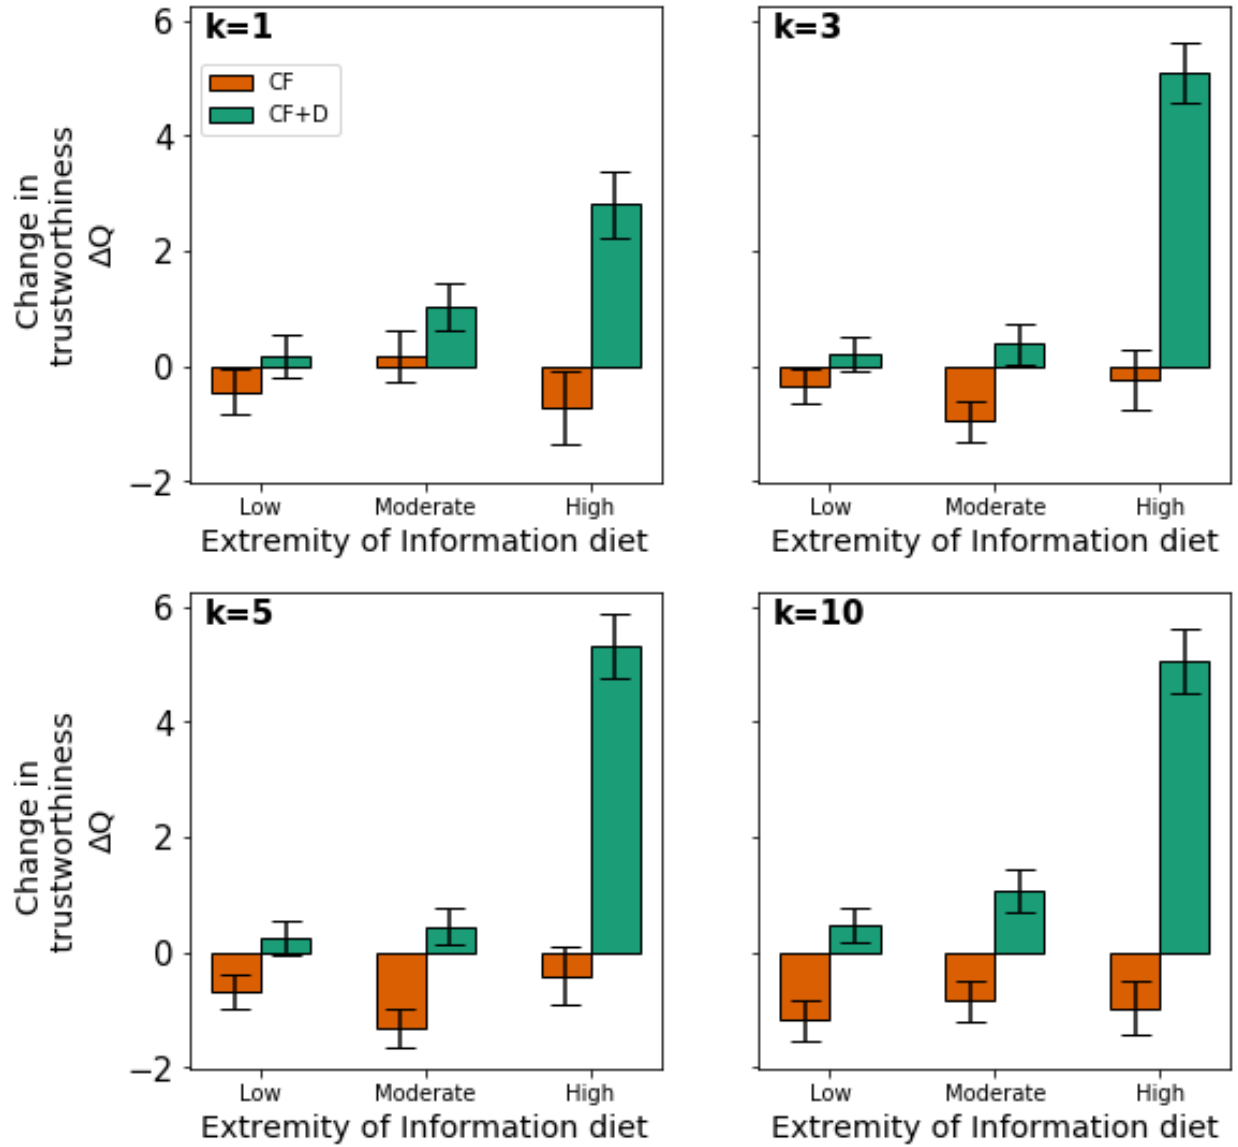 k=1
CF
CF+D
6
4
2
0
−2
Change in
trustworthiness
ΔQ
Low Moderate High
Extremity of Information diet
k=3
Low Moderate High
Extremity of Information diet
k=5
6
4
2
0
−2
Change in
trustworthiness
ΔQ
Low Moderate High
Extremity of Information diet
k=10
Low Moderate High
Extremity of Information diet